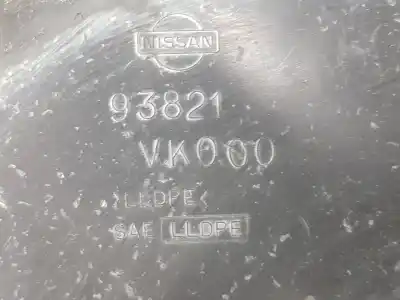 NISSAN
93821
VK000
>LLDPE<
SAE LLDPE